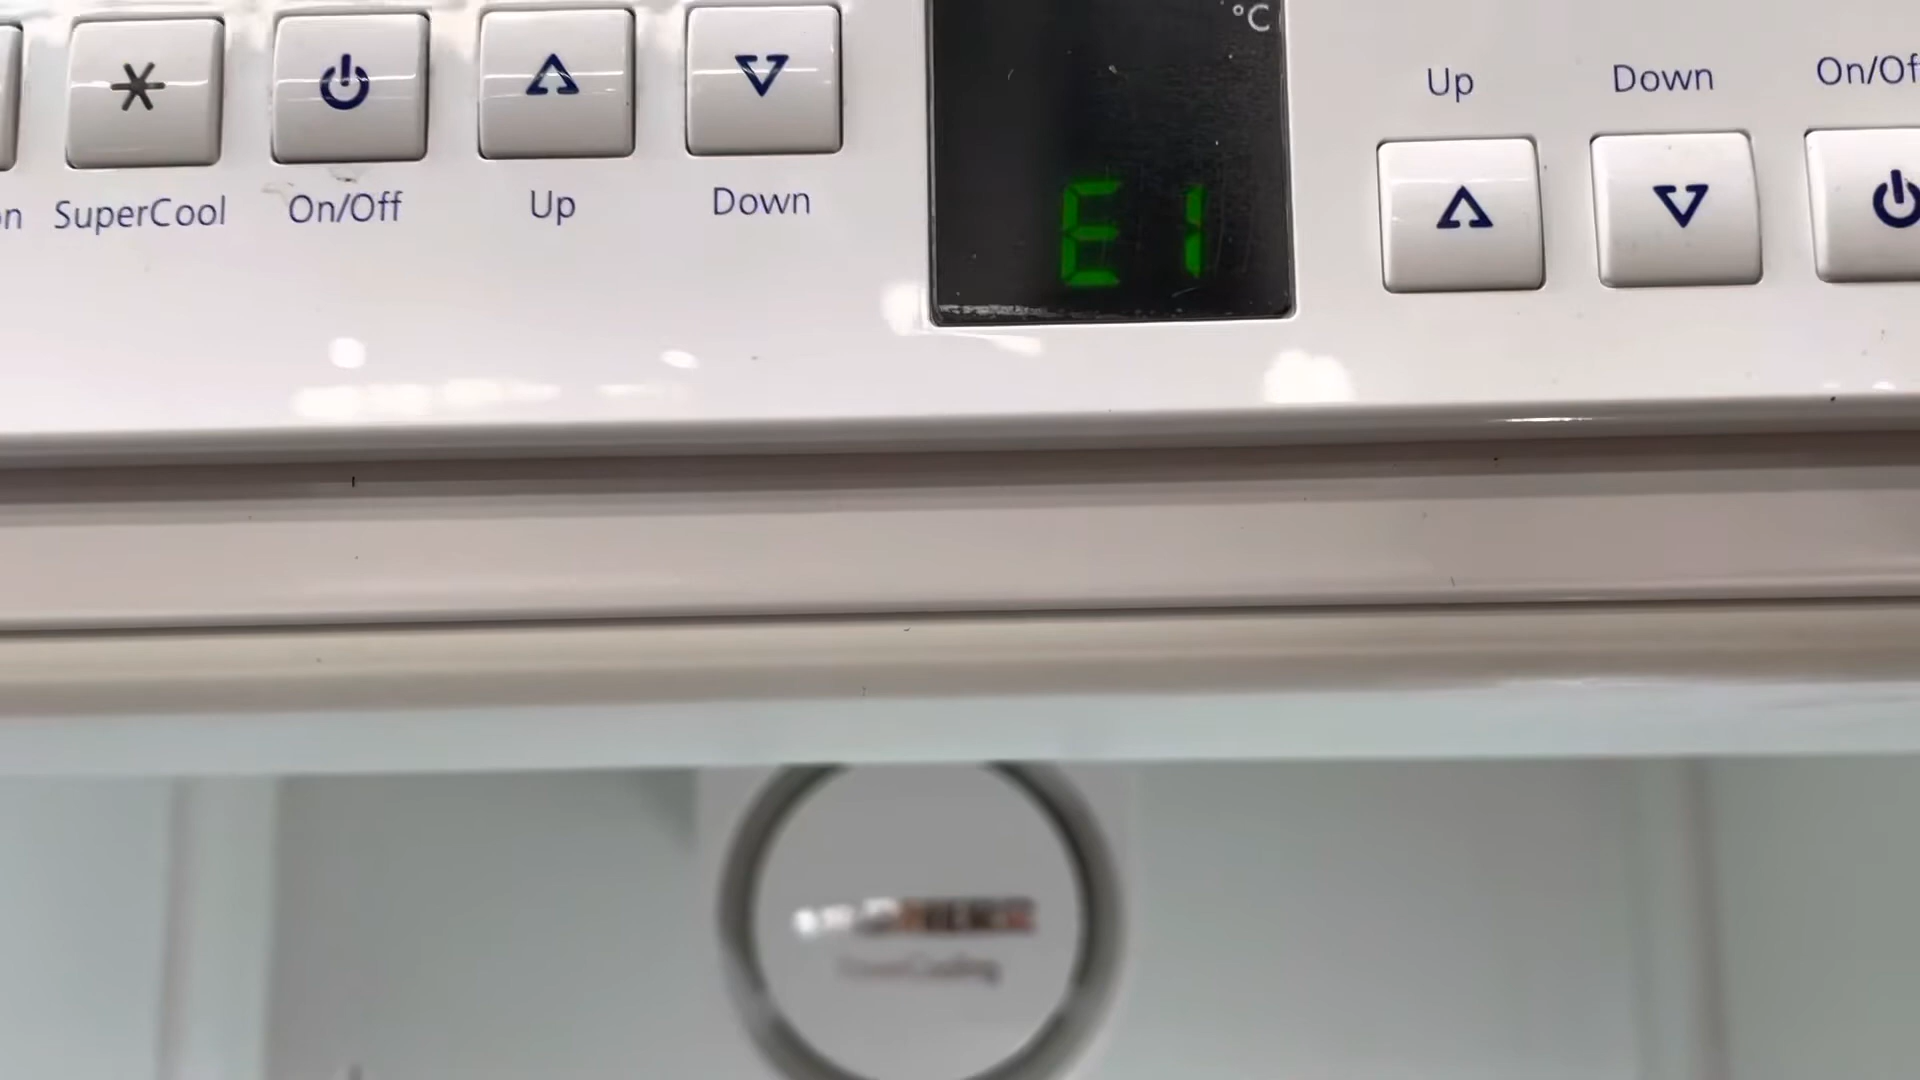 °C
Up Down On/Of
E1
n SuperCool On/Off Up Down